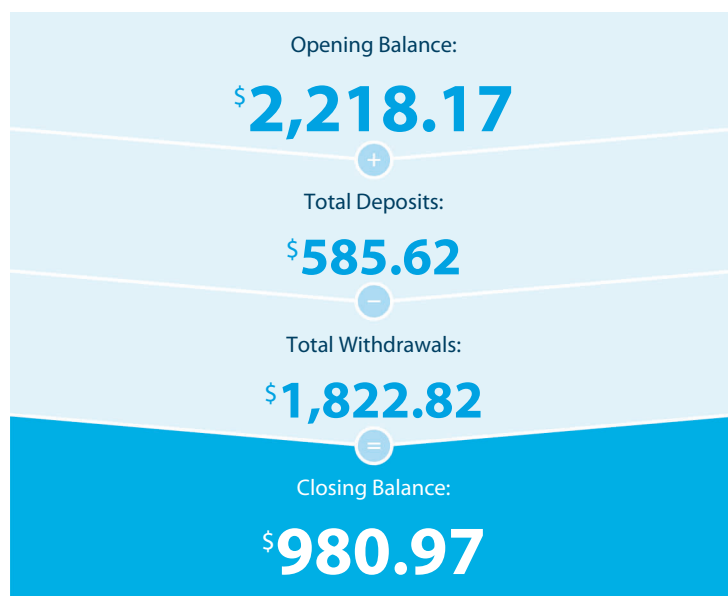 Opening Balance:
$2,218.17
+
Total Deposits:
$585.62
−
Total Withdrawals:
$1,822.82
=
Closing Balance:
$980.97